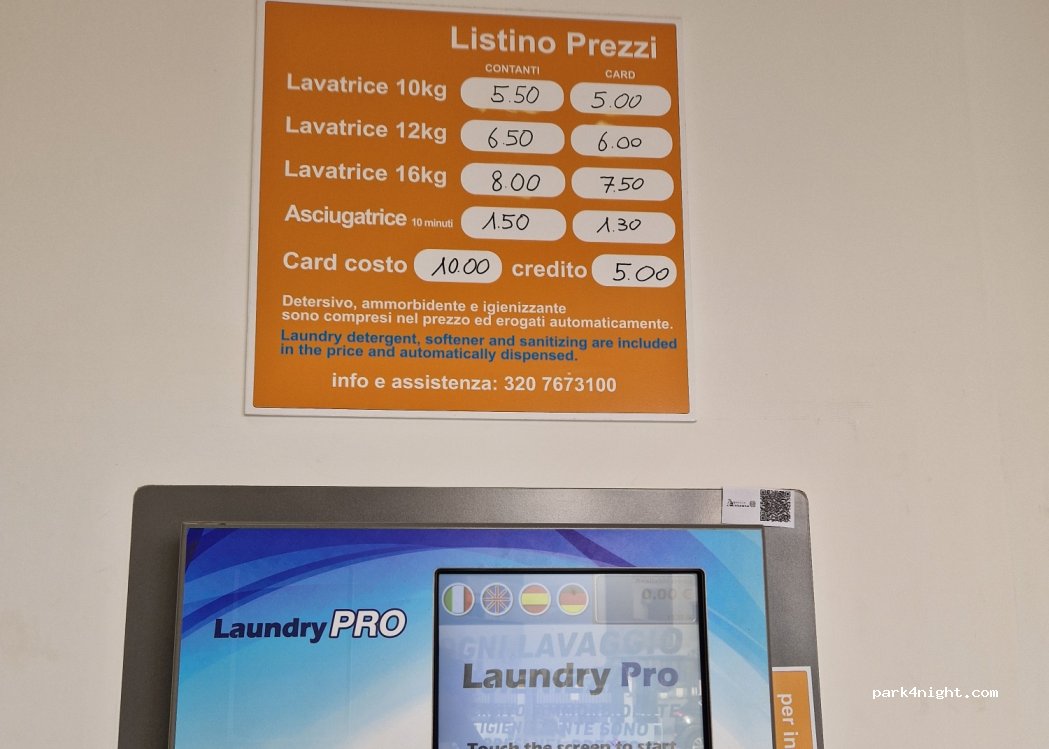 Listino Prezzi
CONTANTI CARD
Lavatrice 10kg 5.50 5.00
Lavatrice 12kg 6.50 6.00
Lavatrice 16kg 8.00 7.50
Asciugatrice 10 minuti 1.50 1.30
Card costo 10.00 credito 5.00
Detersivo, ammorbidente e igienizzante
sono compresi nel prezzo ed erogati automaticamente.
Laundry detergent, softener and sanitizing are included
in the price and automatically dispensed.
info e assistenza: 320 7673100
0.00 €
LAVAGGIO
Laundry PRO
Laundry Pro
SONO
Touch the screen to start
per in
park4night.com